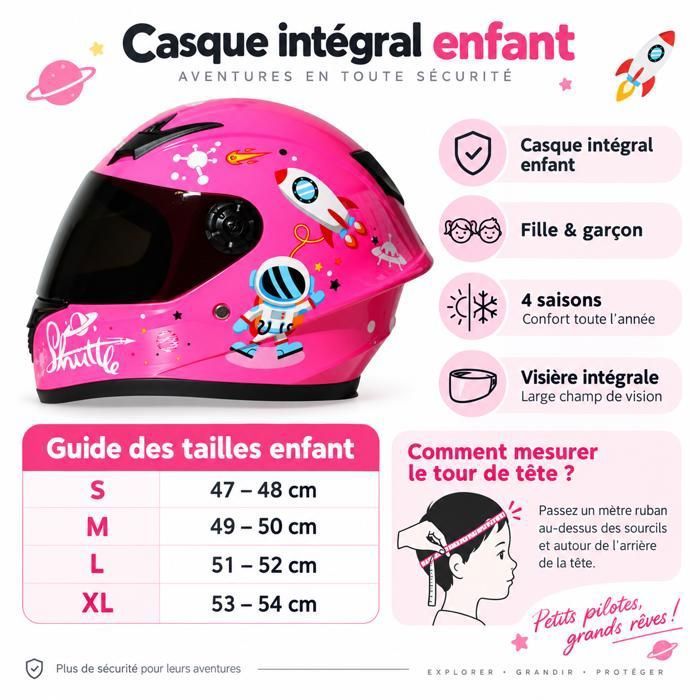 Casque intégral enfant
AVENTURES EN TOUTE SÉCURITÉ
Shuttle
Casque intégral
enfant
Fille & garçon
4 saisons
Confort toute l'année
Visière intégrale
Large champ de vision
Guide des tailles enfant
S 47 – 48 cm
M 49 – 50 cm
L 51 – 52 cm
XL 53 – 54 cm
Comment mesurer
le tour de tête ?
Passez un mètre ruban
au-dessus des sourcils
et autour de l'arrière
de la tête.
Petits pilotes,
grands rêves !
Plus de sécurité pour leurs aventures
EXPLORER • GRANDIR • PROTÉGER